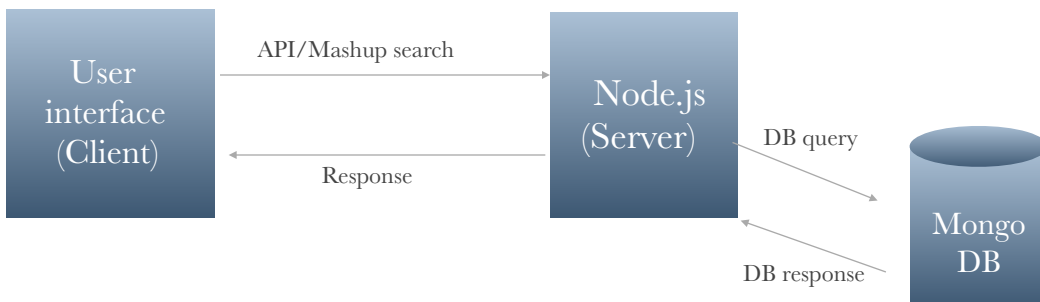 User
interface
(Client)
API/Mashup search
Response
Node.js
(Server)
DB query
DB response
Mongo
DB